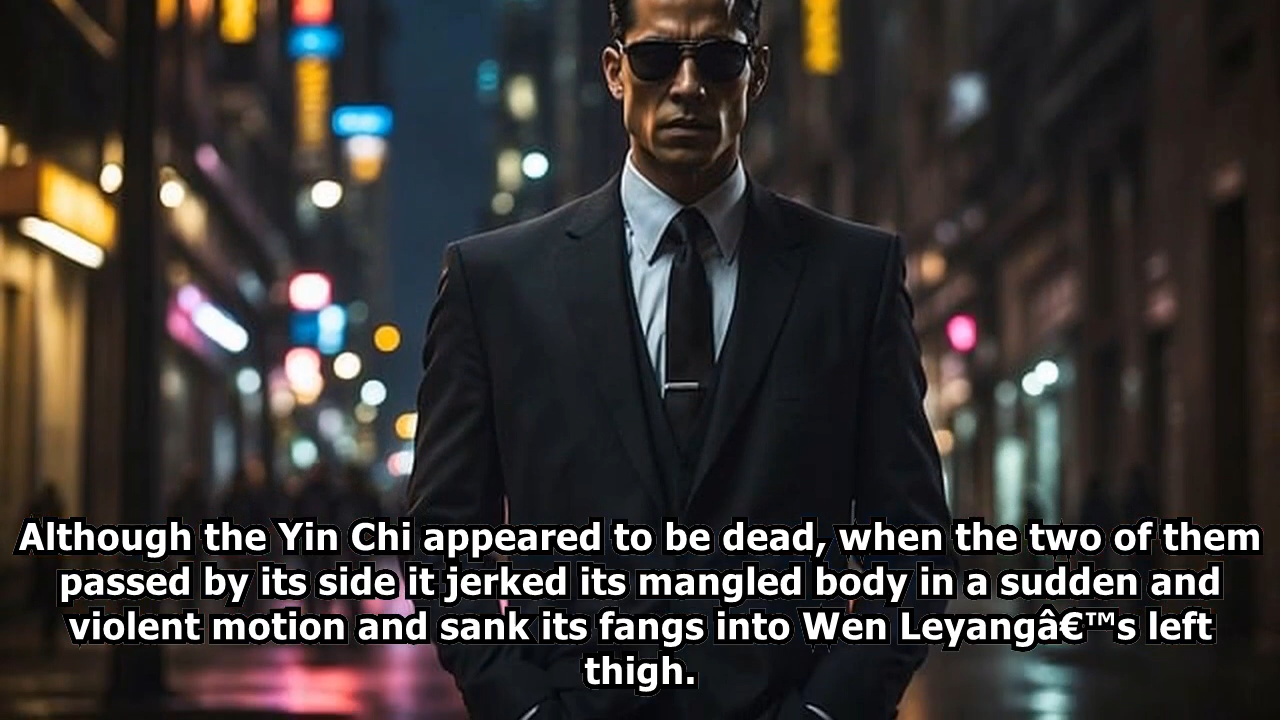 Although the Yin Chi appeared to be dead, when the two of them
passed by its side it jerked its mangled body in a sudden and
violent motion and sank its fangs into Wen Leyangâ€™s left
thigh.